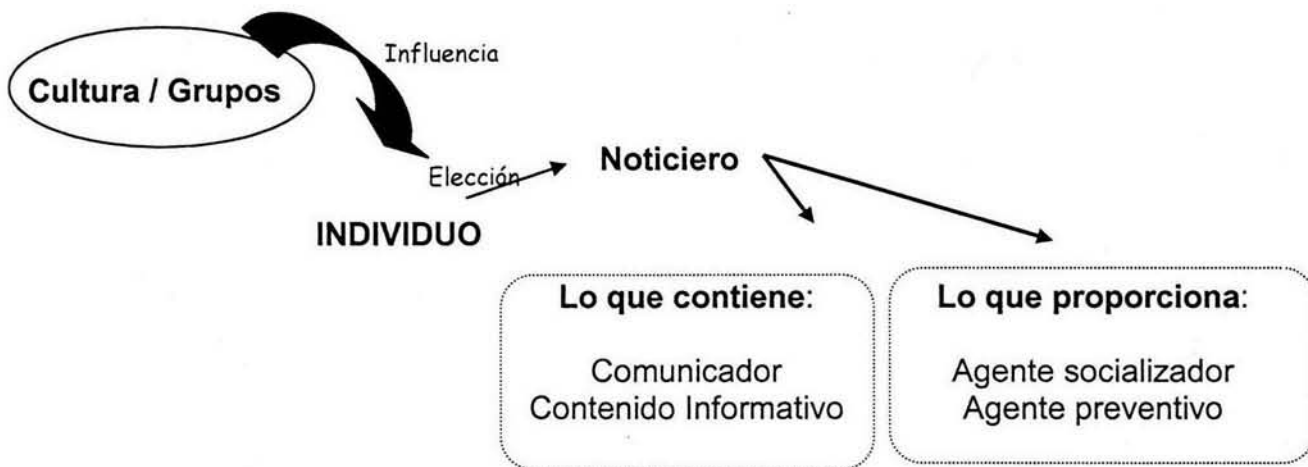 Influencia
Cultura / Grupos
Elección
Noticiero
INDIVIDUO
Lo que contiene:
Comunicador
Contenido Informativo
Lo que proporciona:
Agente socializador
Agente preventivo